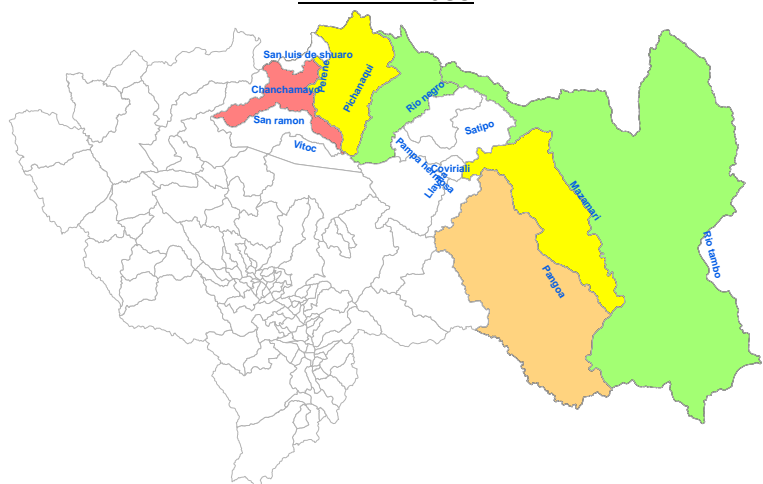 San luis de shuaro
Perene
Chanchamayo
Pichanaqui
San ramon
Rio negro
Vitoc
Satipo
Pampa hermosa
Coviriali
Llaylla
Mazamari
Rio tambo
Pangoa